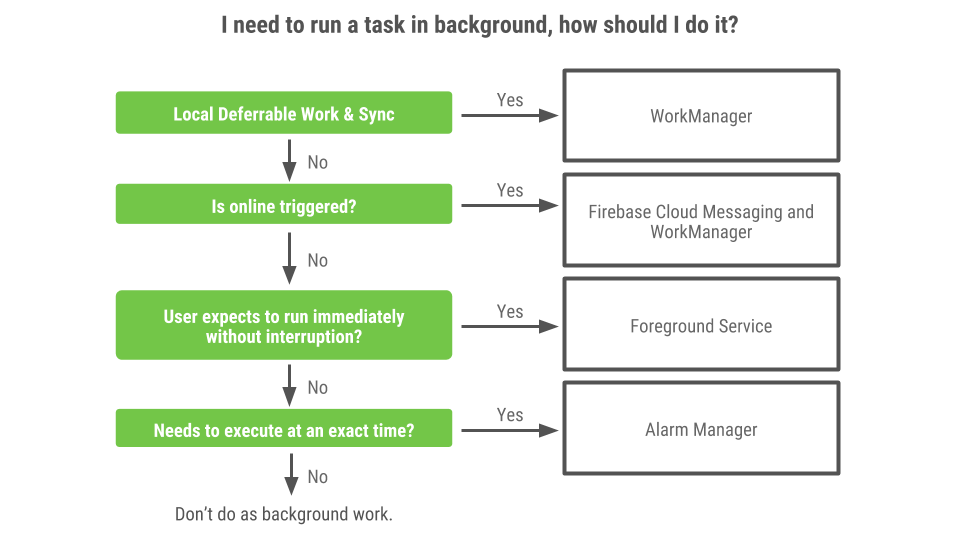 I need to run a task in background, how should I do it?
Local Deferrable Work & Sync
Yes
WorkManager
No
Is online triggered?
Yes
Firebase Cloud Messaging and
WorkManager
No
User expects to run immediately
without interruption?
Yes
Foreground Service
No
Needs to execute at an exact time?
Yes
Alarm Manager
No
Don’t do as background work.